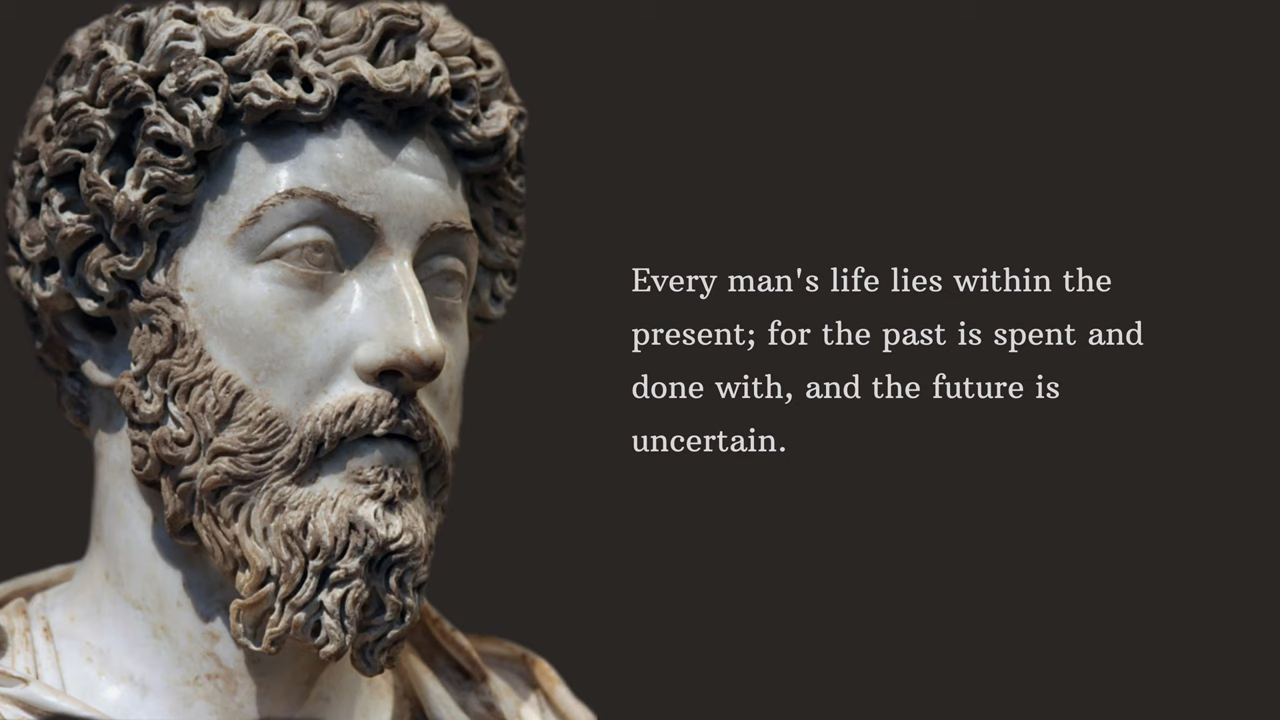 Every man's life lies within the
present; for the past is spent and
done with, and the future is
uncertain.